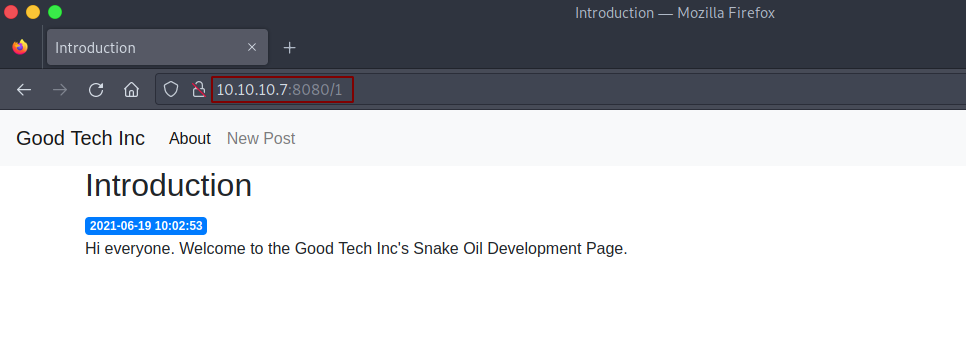 Introduction — Mozilla Firefox
Introduction
10.10.10.7:8080/1
Good Tech Inc About New Post
Introduction
2021-06-19 10:02:53
Hi everyone. Welcome to the Good Tech Inc's Snake Oil Development Page.